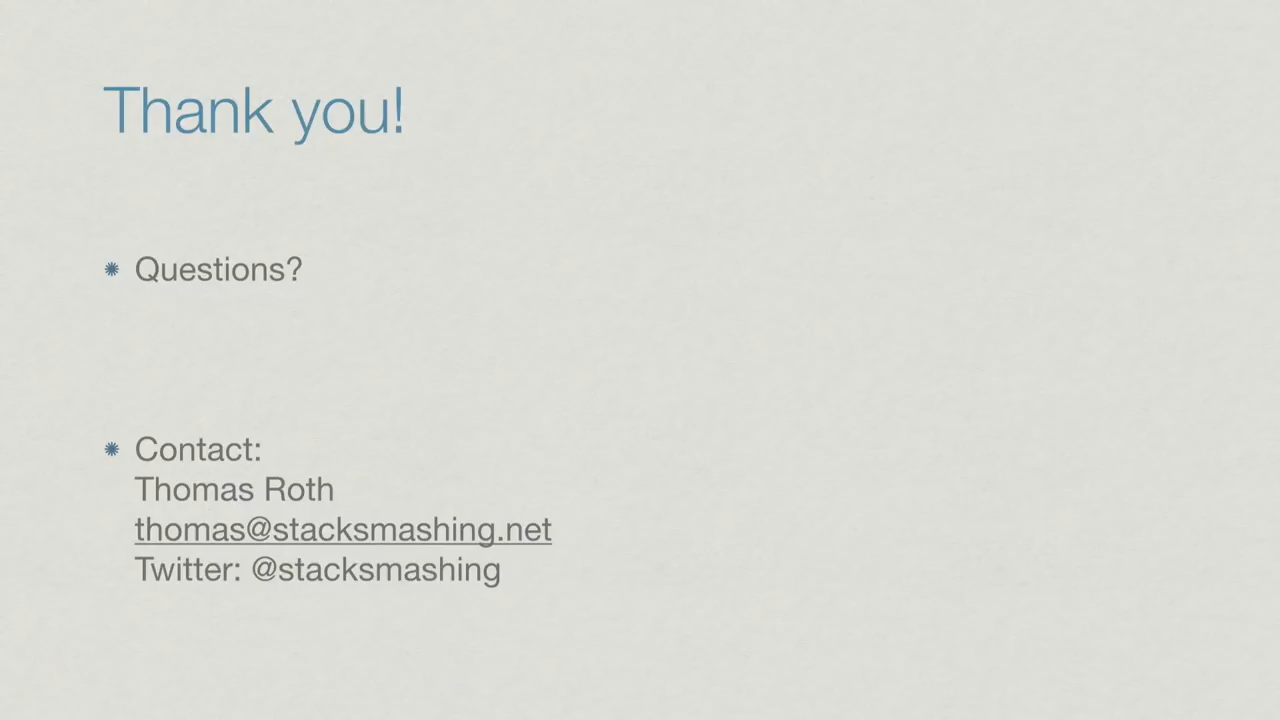 Thank you!
Questions?
Contact:
Thomas Roth
thomas@stacksmashing.net
Twitter: @stacksmashing